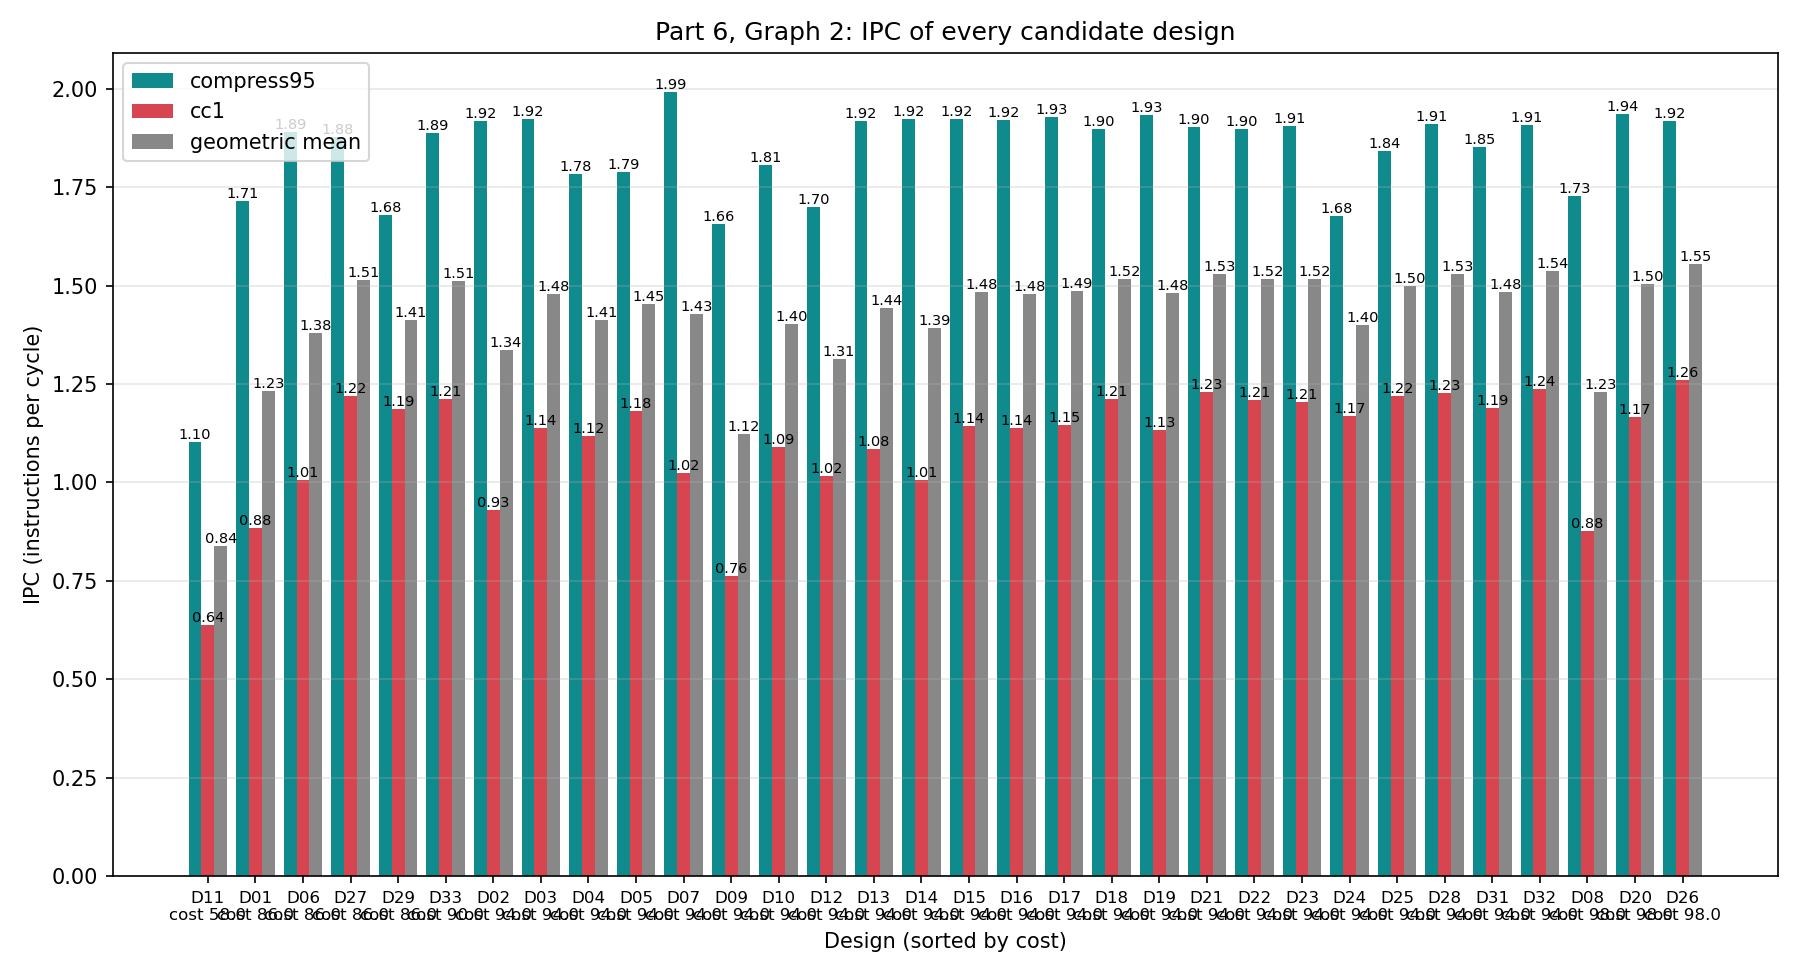 Part 6, Graph 2: IPC of every candidate design
compress95
cc1
geometric mean
IPC (instructions per cycle)
2.00
1.75
1.50
1.25
1.00
0.75
0.50
0.25
0.00
1.10 0.64 0.84
1.71 0.88 1.23
1.89 1.01 1.38
1.88 1.22 1.51
1.68 1.19 1.41
1.89 1.21 1.51
1.92 0.93 1.34
1.92 1.14 1.48
1.78 1.12 1.41
1.79 1.18 1.45
1.99 1.02 1.43
1.66 0.76 1.12
1.81 1.09 1.40
1.70 1.02 1.31
1.92 1.08 1.44
1.92 1.01 1.39
1.92 1.14 1.48
1.92 1.14 1.48
1.93 1.15 1.49
1.90 1.21 1.52
1.93 1.13 1.48
1.90 1.23 1.53
1.90 1.21 1.52
1.91 1.21 1.52
1.68 1.17 1.40
1.84 1.22 1.50
1.91 1.23 1.53
1.85 1.19 1.48
1.91 1.24 1.54
1.73 0.88 1.23
1.94 1.17 1.50
1.92 1.26 1.55
D11 D01 D06 D27 D29 D33 D02 D03 D04 D05 D07 D09 D10 D12 D13 D14 D15 D16 D17 D18 D19 D21 D22 D23 D24 D25 D28 D31 D32 D08 D20 D26
cost 98.0
Design (sorted by cost)